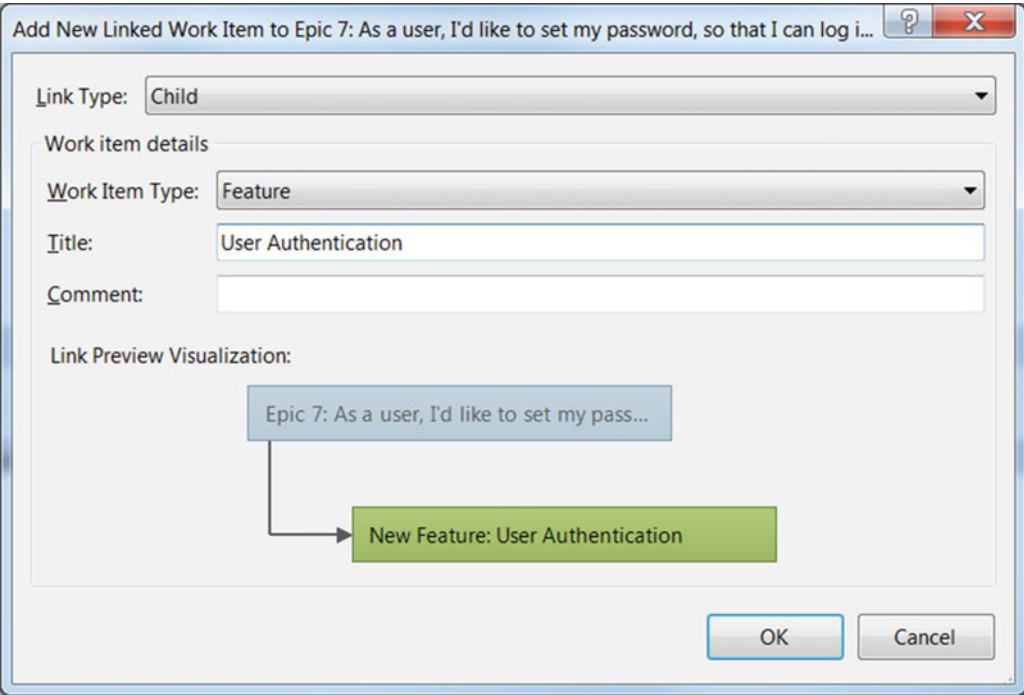 Add New Linked Work Item to Epic 7: As a user, I'd like to set my password, so that I can log i...
Link Type: Child
Work item details
Work Item Type: Feature
Title: User Authentication
Comment:
Link Preview Visualization:
Epic 7: As a user, I'd like to set my pass...
New Feature: User Authentication
OK Cancel